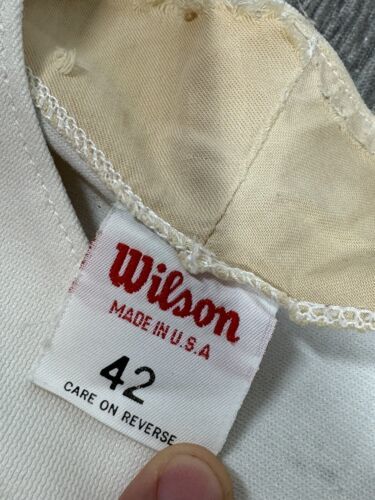 Wilson
MADE IN U.S.A
42
CARE ON REVERSE